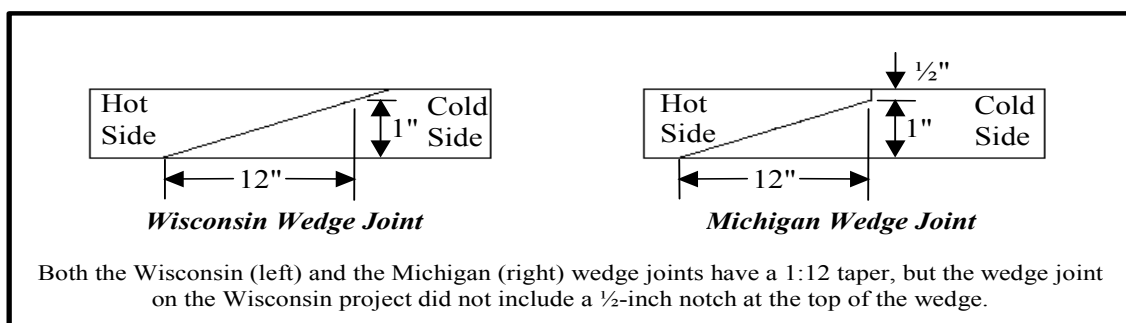 Hot
Side
Cold
Side
1"
12"
Wisconsin Wedge Joint
½"
Hot
Side
Cold
Side
1"
12"
Michigan Wedge Joint
Both the Wisconsin (left) and the Michigan (right) wedge joints have a 1:12 taper, but the wedge joint
on the Wisconsin project did not include a ½-inch notch at the top of the wedge.